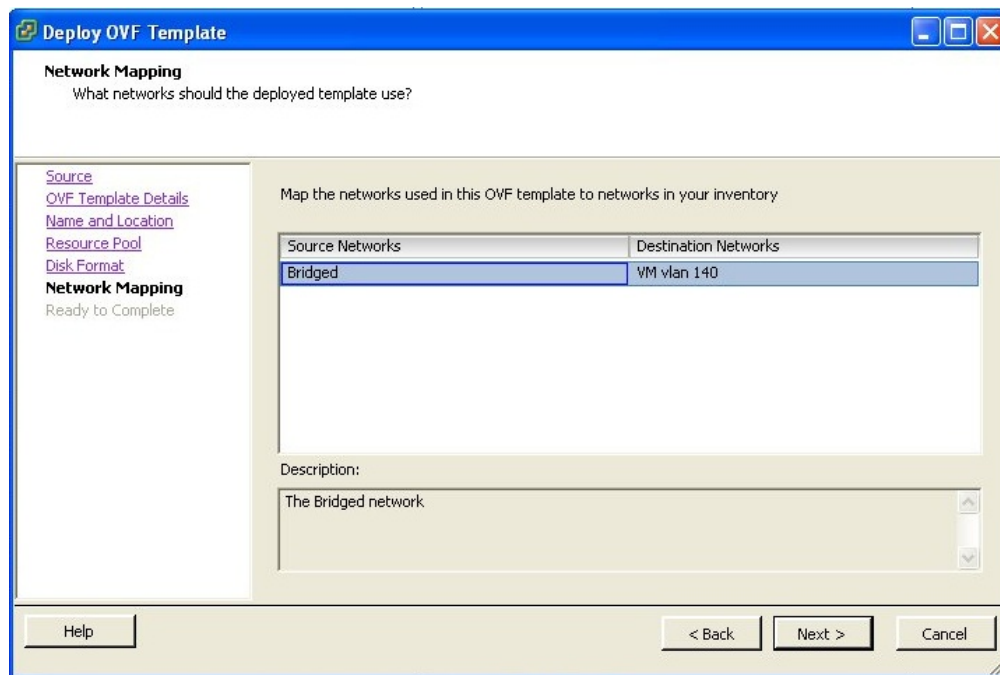 Deploy OVF Template
Network Mapping
What networks should the deployed template use?
Source
OVF Template Details
Name and Location
Resource Pool
Disk Format
Network Mapping
Ready to Complete
Map the networks used in this OVF template to networks in your inventory
Source Networks Destination Networks
Bridged VM vlan 140
Description:
The Bridged network
Help < Back Next > Cancel